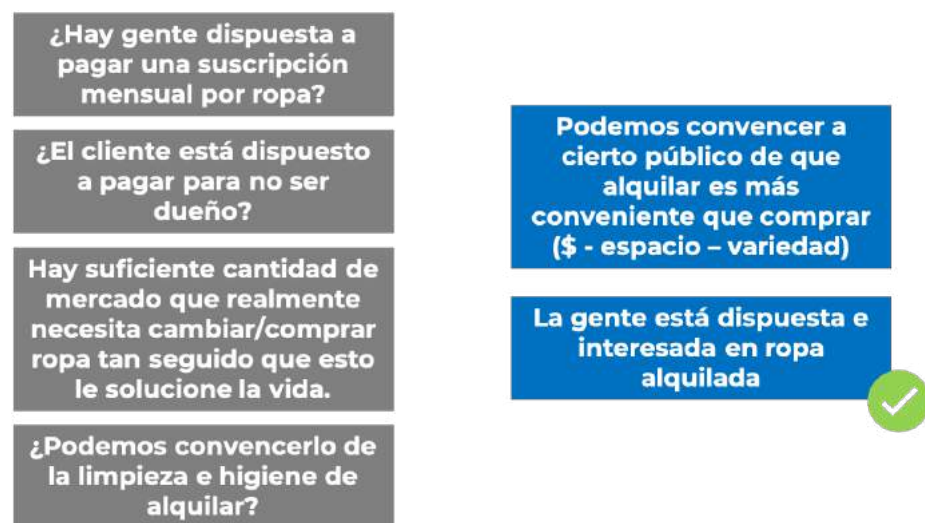 ¿Hay gente dispuesta a
pagar una suscripción
mensual por ropa?
¿El cliente está dispuesto
a pagar para no ser
dueño?
Hay suficiente cantidad de
mercado que realmente
necesita cambiar/comprar
ropa tan seguido que esto
le solucione la vida.
¿Podemos convencerlo de
la limpieza e higiene de
alquilar?
Podemos convencer a
cierto público de que
alquilar es más
conveniente que comprar
($ - espacio – variedad)
La gente está dispuesta e
interesada en ropa
alquilada